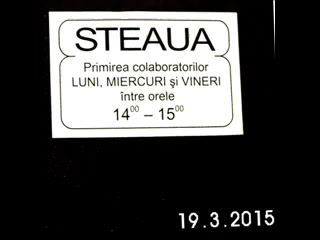 STEAUA
Primirea colaboratorilor
LUNI, MIERCURI şi VINERI
între orele
14⁰⁰ – 15⁰⁰
19.3.2015